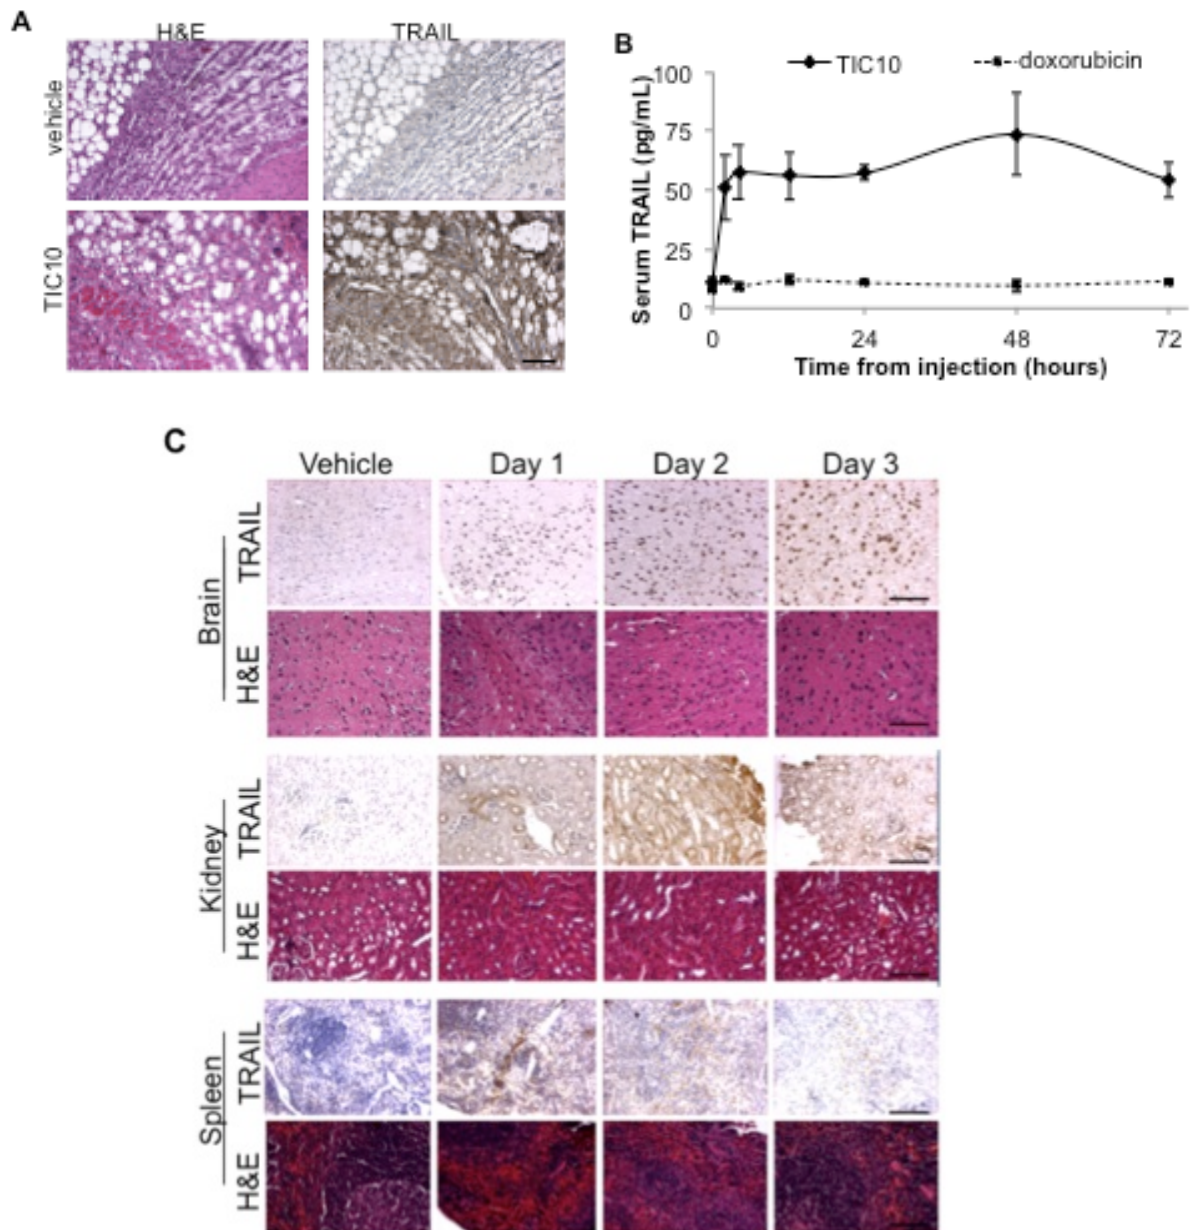 A
H&E
TRAIL
vehicle
TIC10
B
TIC10
doxorubicin
Serum TRAIL (pg/mL)
100
75
50
25
0
0
24
48
72
Time from injection (hours)
C
Vehicle
Day 1
Day 2
Day 3
Brain
TRAIL
H&E
Kidney
TRAIL
H&E
Spleen
TRAIL
H&E